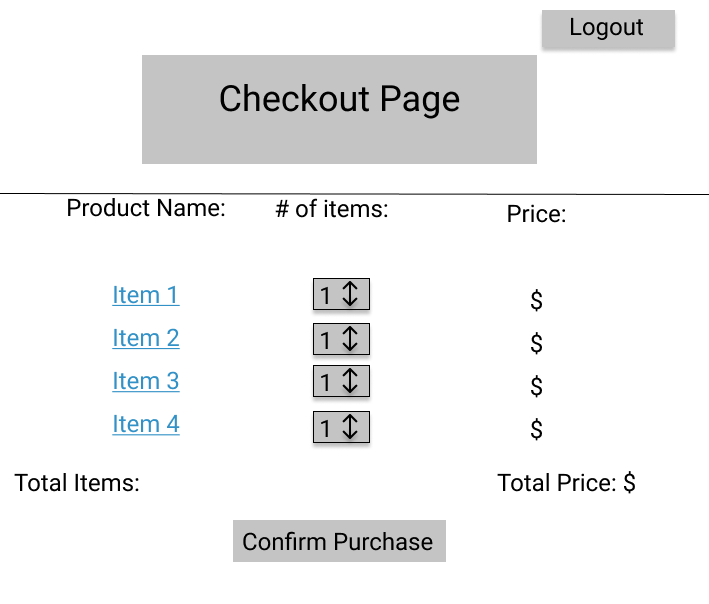 Logout
Checkout Page
Product Name: # of items: Price:
Item 1 1 $
Item 2 1 $
Item 3 1 $
Item 4 1 $
Total Items: Total Price: $
Confirm Purchase